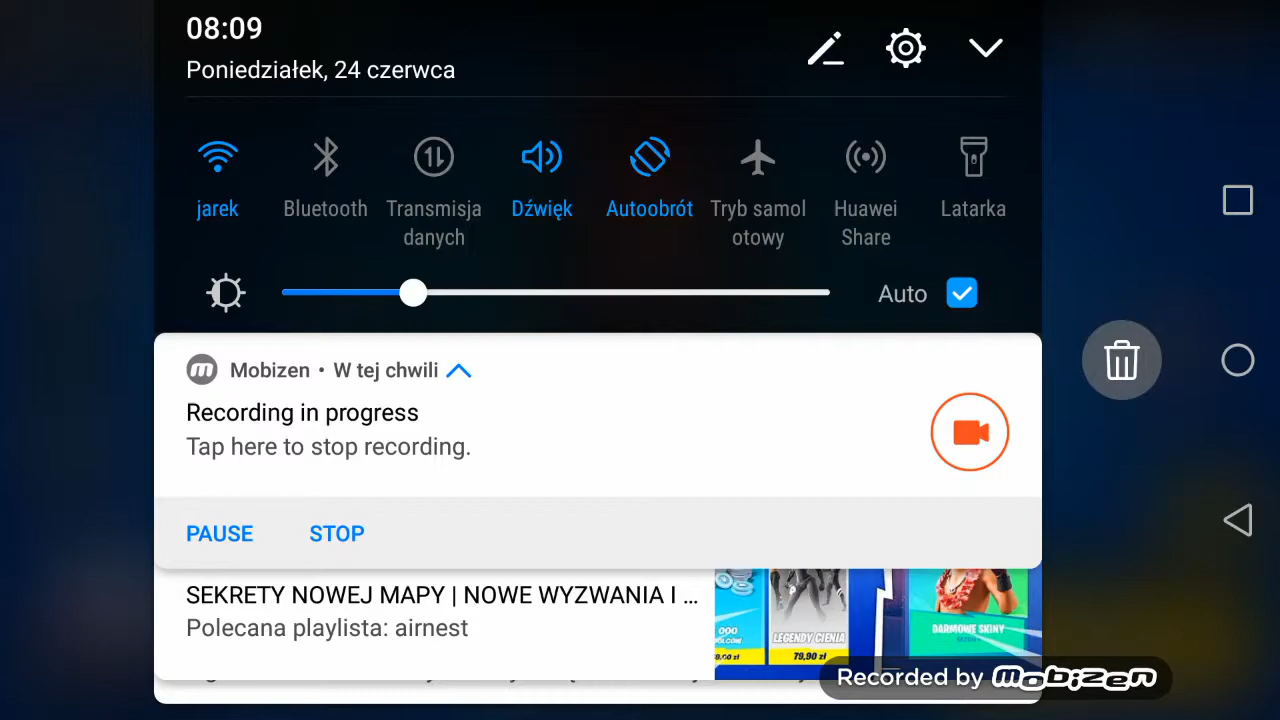 08:09
Poniedziałek, 24 czerwca
jarek
Bluetooth
Transmisja
danych
Dźwięk
Autoobrót
Tryb samol
otowy
Huawei
Share
Latarka
Auto
Mobizen • W tej chwili
Recording in progress
Tap here to stop recording.
PAUSE
STOP
SEKRETY NOWEJ MAPY | NOWE WYZWANIA I ...
Polecana playlista: airnest
LEGENDY CIENIA
79,90 zł
DARMOWE SKINY
Recorded by mobizen